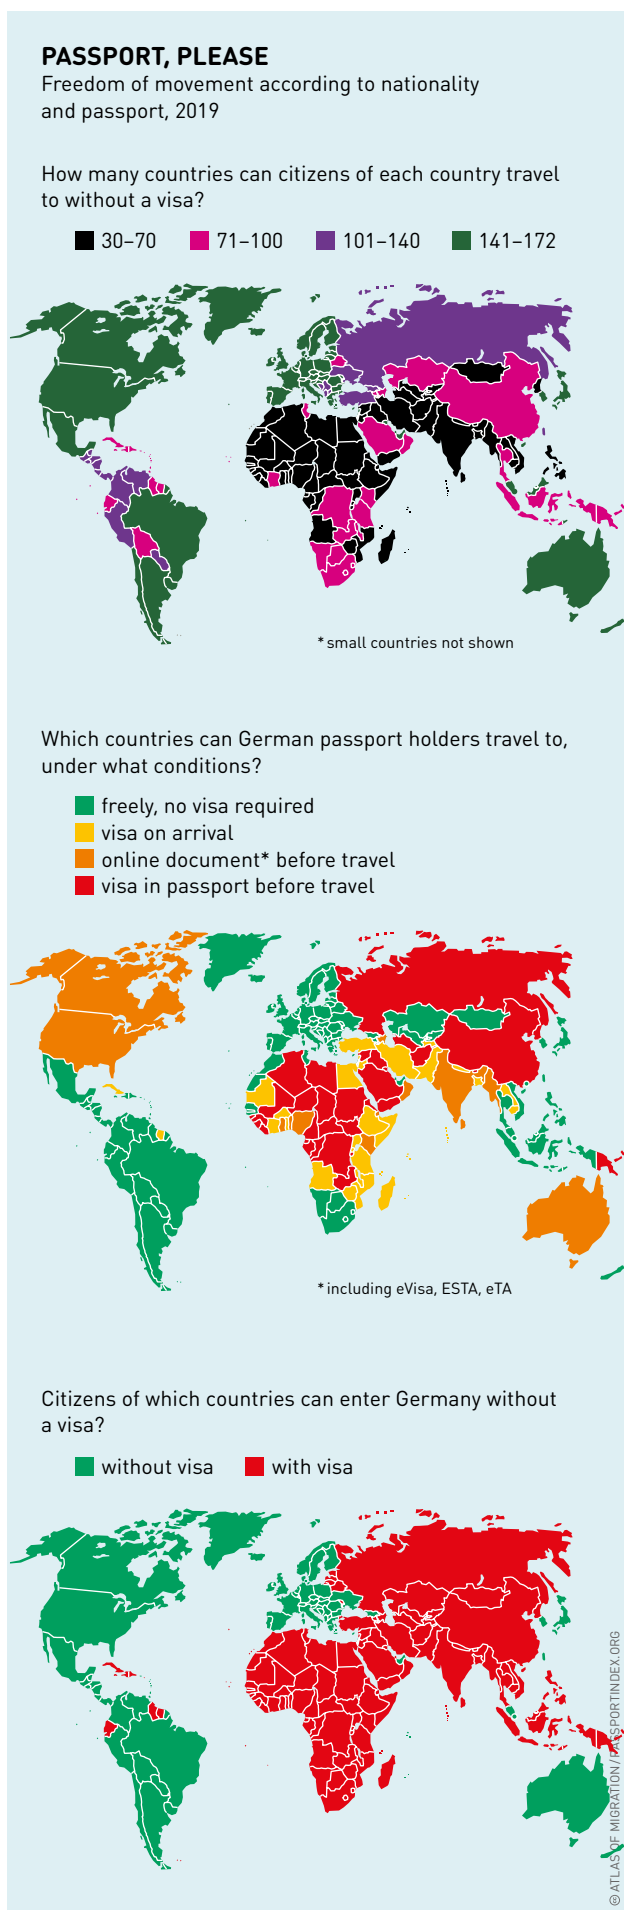 PASSPORT, PLEASE
Freedom of movement according to nationality
and passport, 2019
How many countries can citizens of each country travel
to without a visa?
30–70 71–100 101–140 141–172
* small countries not shown
Which countries can German passport holders travel to,
under what conditions?
freely, no visa required
visa on arrival
online document* before travel
visa in passport before travel
* including eVisa, ESTA, eTA
Citizens of which countries can enter Germany without
a visa?
without visa with visa
ATLAS OF MIGRATION / PASSPORTINDEX.ORG